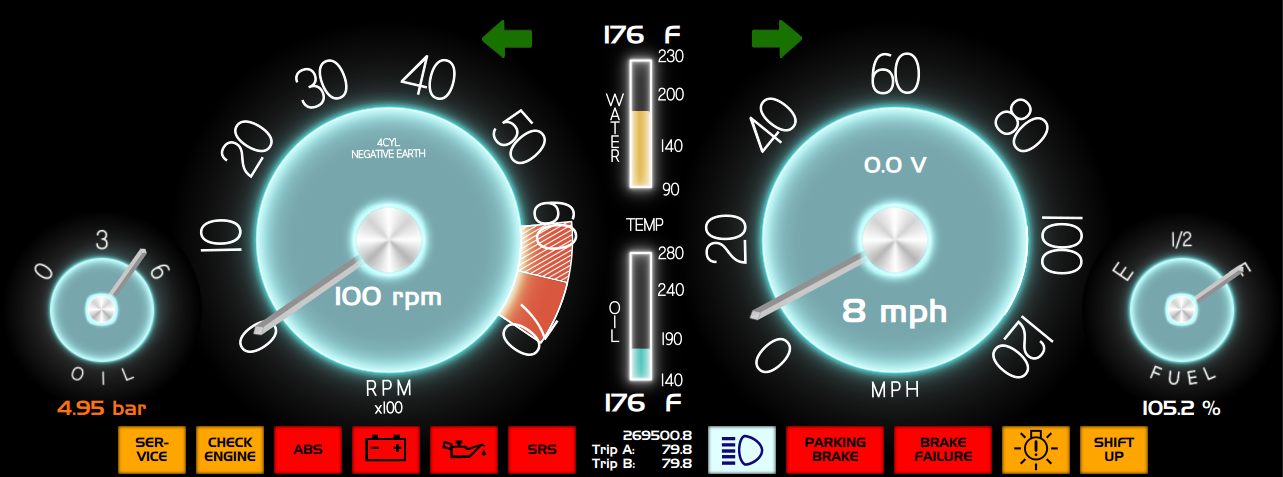 176 F
230
200
140
90
WATER
TEMP
280
240
190
140
OIL
176 F
0
10
20
30
40
50
60
70
4CYL
NEGATIVE EARTH
100 rpm
RPM
x100
0
20
40
60
80
100
120
0.0 V
8 mph
MPH
0
3
6
OIL
4.95 bar
E
1/2
F
FUEL
105.2 %
SER-
VICE
CHECK
ENGINE
ABS
SRS
269500.8
Trip A: 79.8
Trip B: 79.8
PARKING
BRAKE
BRAKE
FAILURE
SHIFT
UP